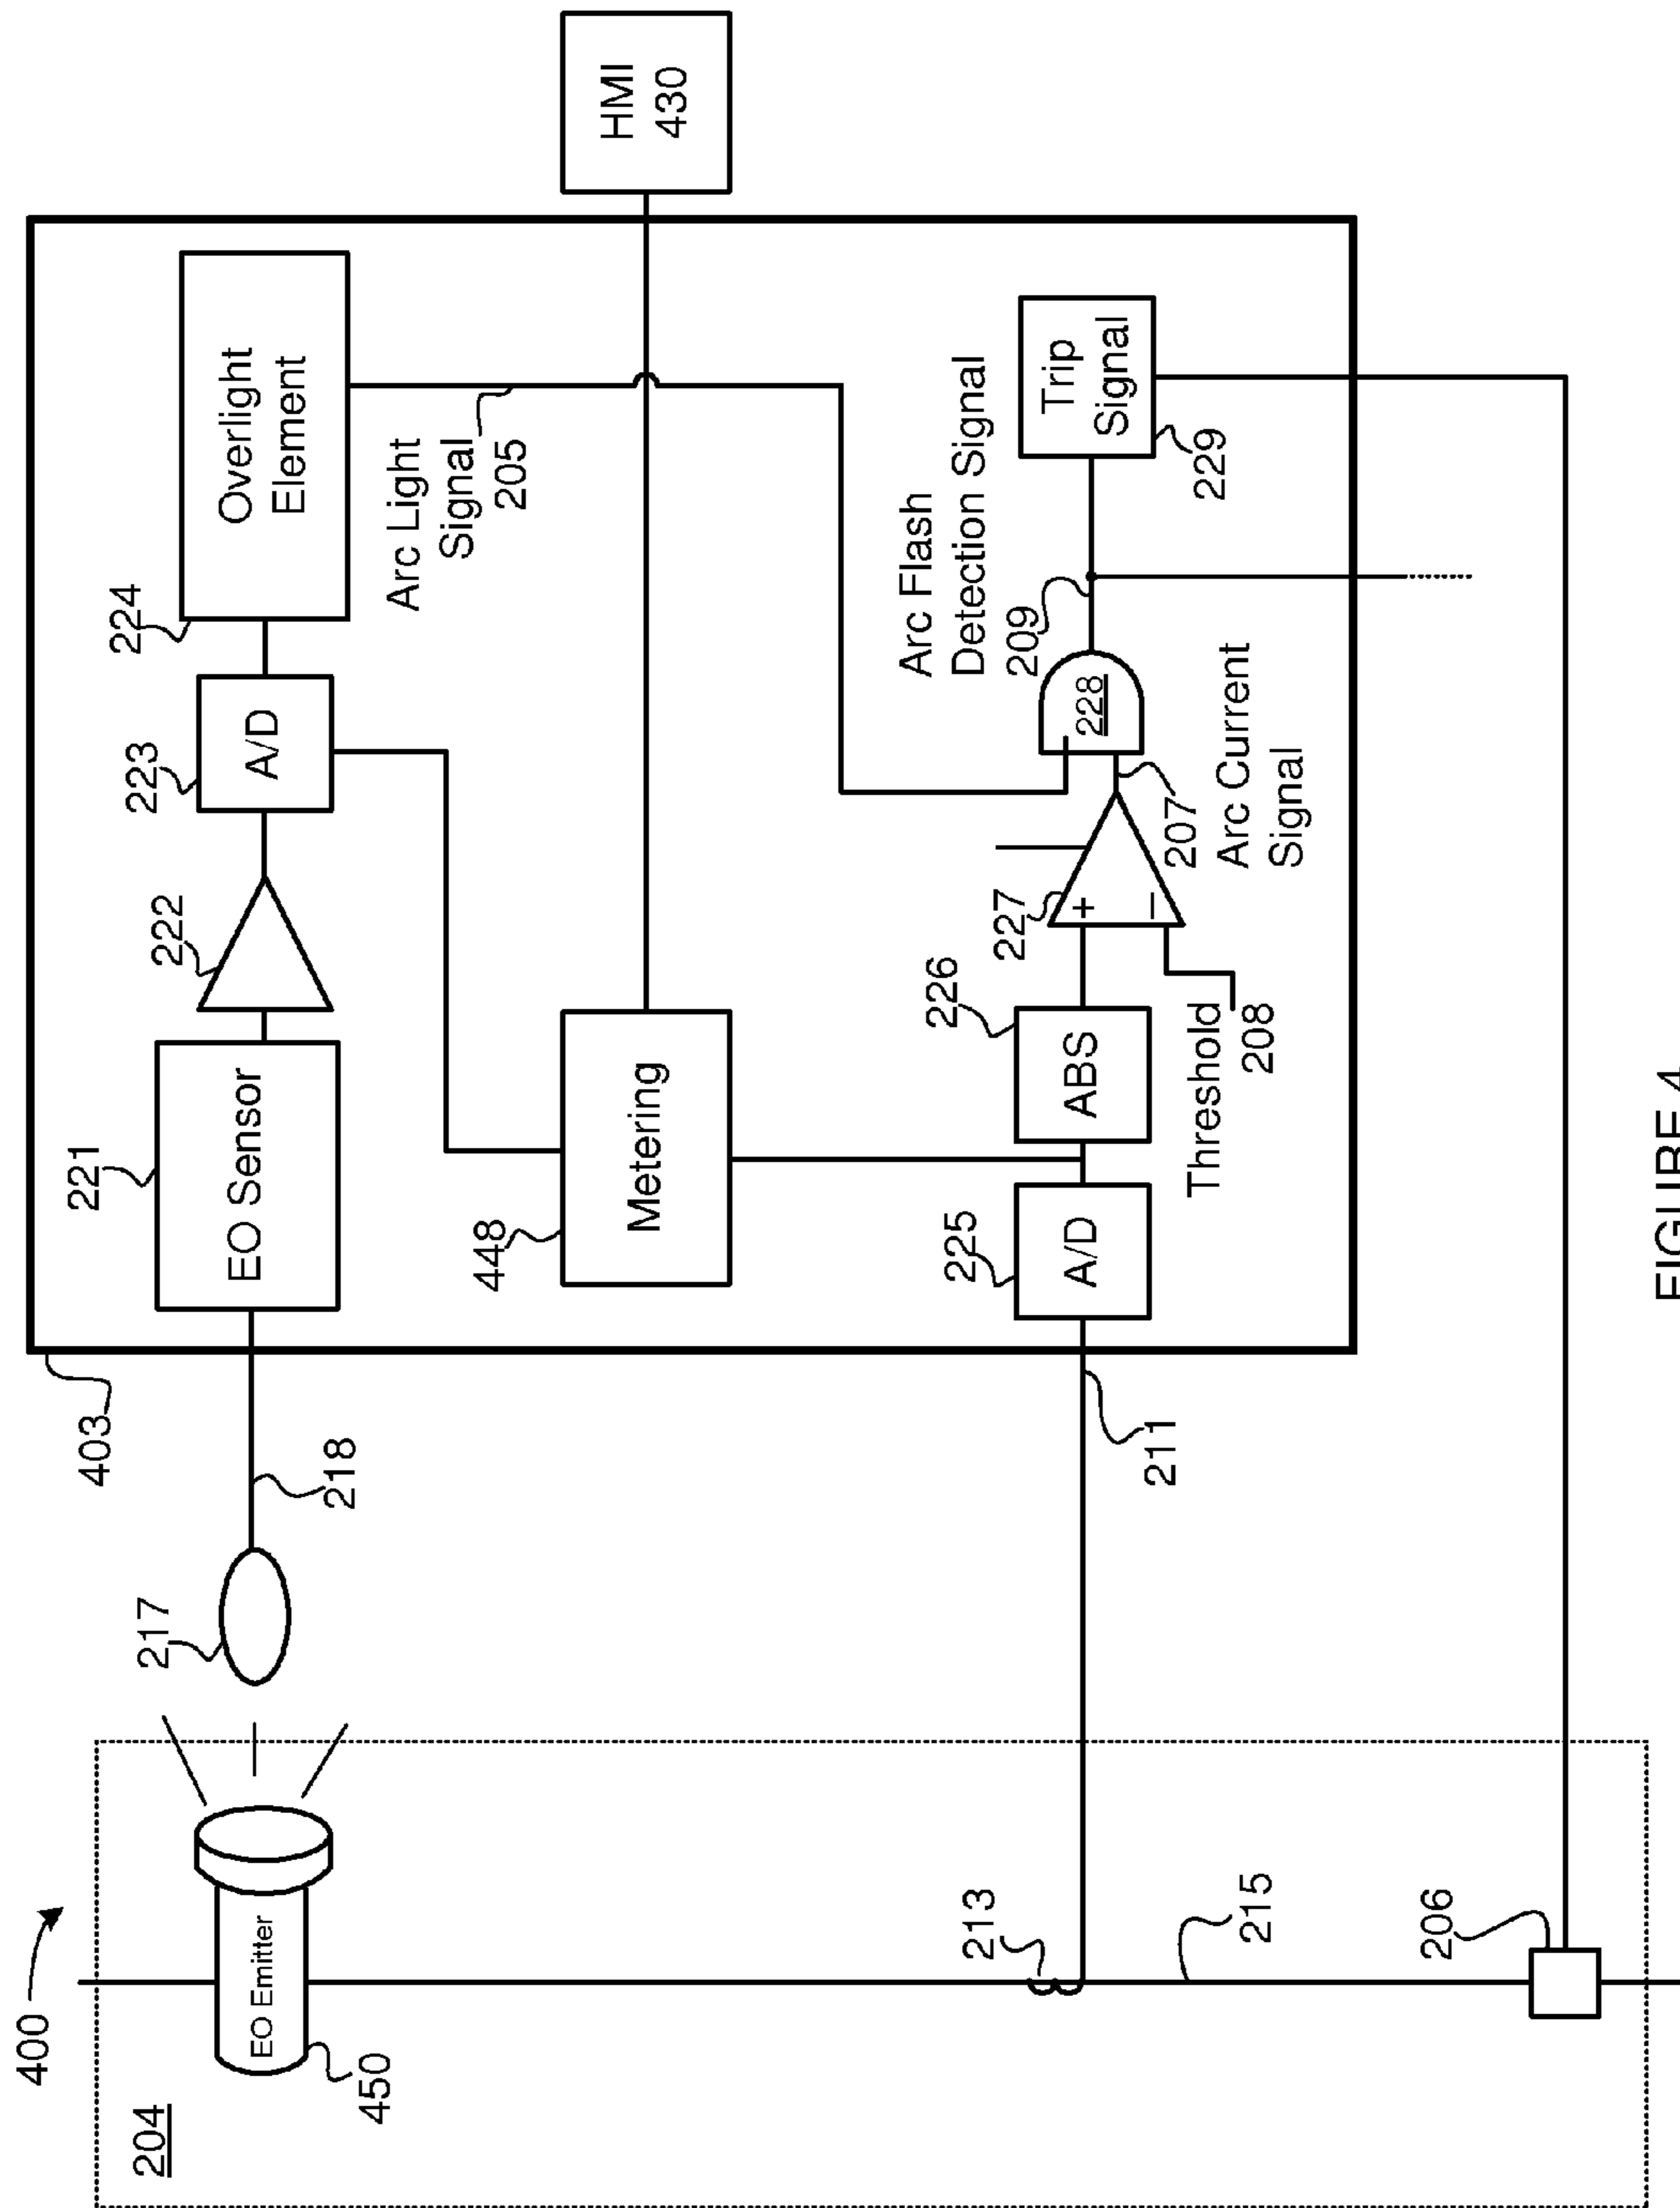 400
204
EO Emitter
450
217
218
403
221
EO Sensor
222
223
A/D
224
Overlight
Element
Arc Light
Signal
205
448
Metering
HMI
430
213
215
206
211
225
A/D
226
ABS
Threshold
208
227
+
−
207
Arc Current
Signal
228
Arc Flash
Detection Signal
209
Trip
Signal
229
FIGURE 4